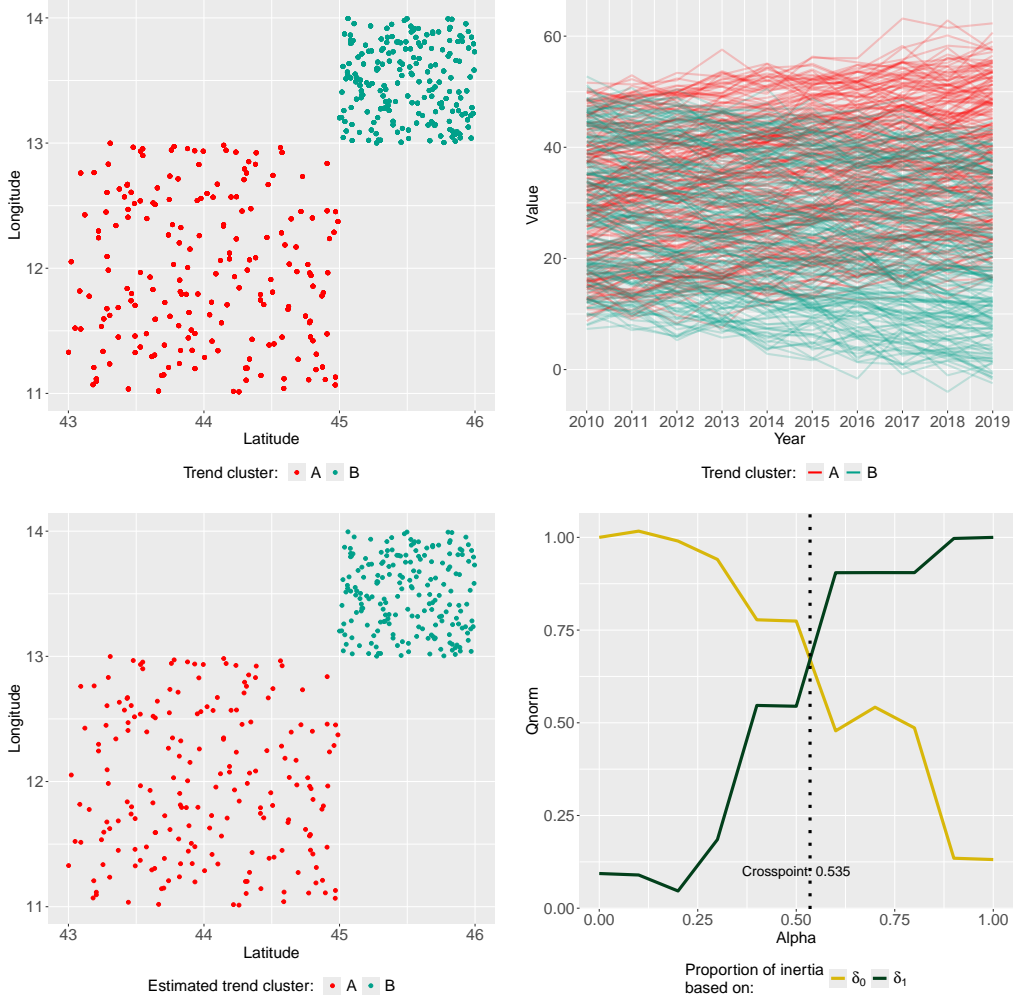 14
13
12
11
Longitude
43
44
45
46
Latitude
Trend cluster: A B
60
40
20
0
Value
2010 2011 2012 2013 2014 2015 2016 2017 2018 2019
Year
Trend cluster: A B
14
13
12
11
Longitude
43
44
45
46
Latitude
Estimated trend cluster: A B
1.00
0.75
0.50
0.25
0.00
Qnorm
Crosspoint: 0.535
0.00
0.25
0.50
0.75
1.00
Alpha
Proportion of inertia
based on:
δ0 δ1